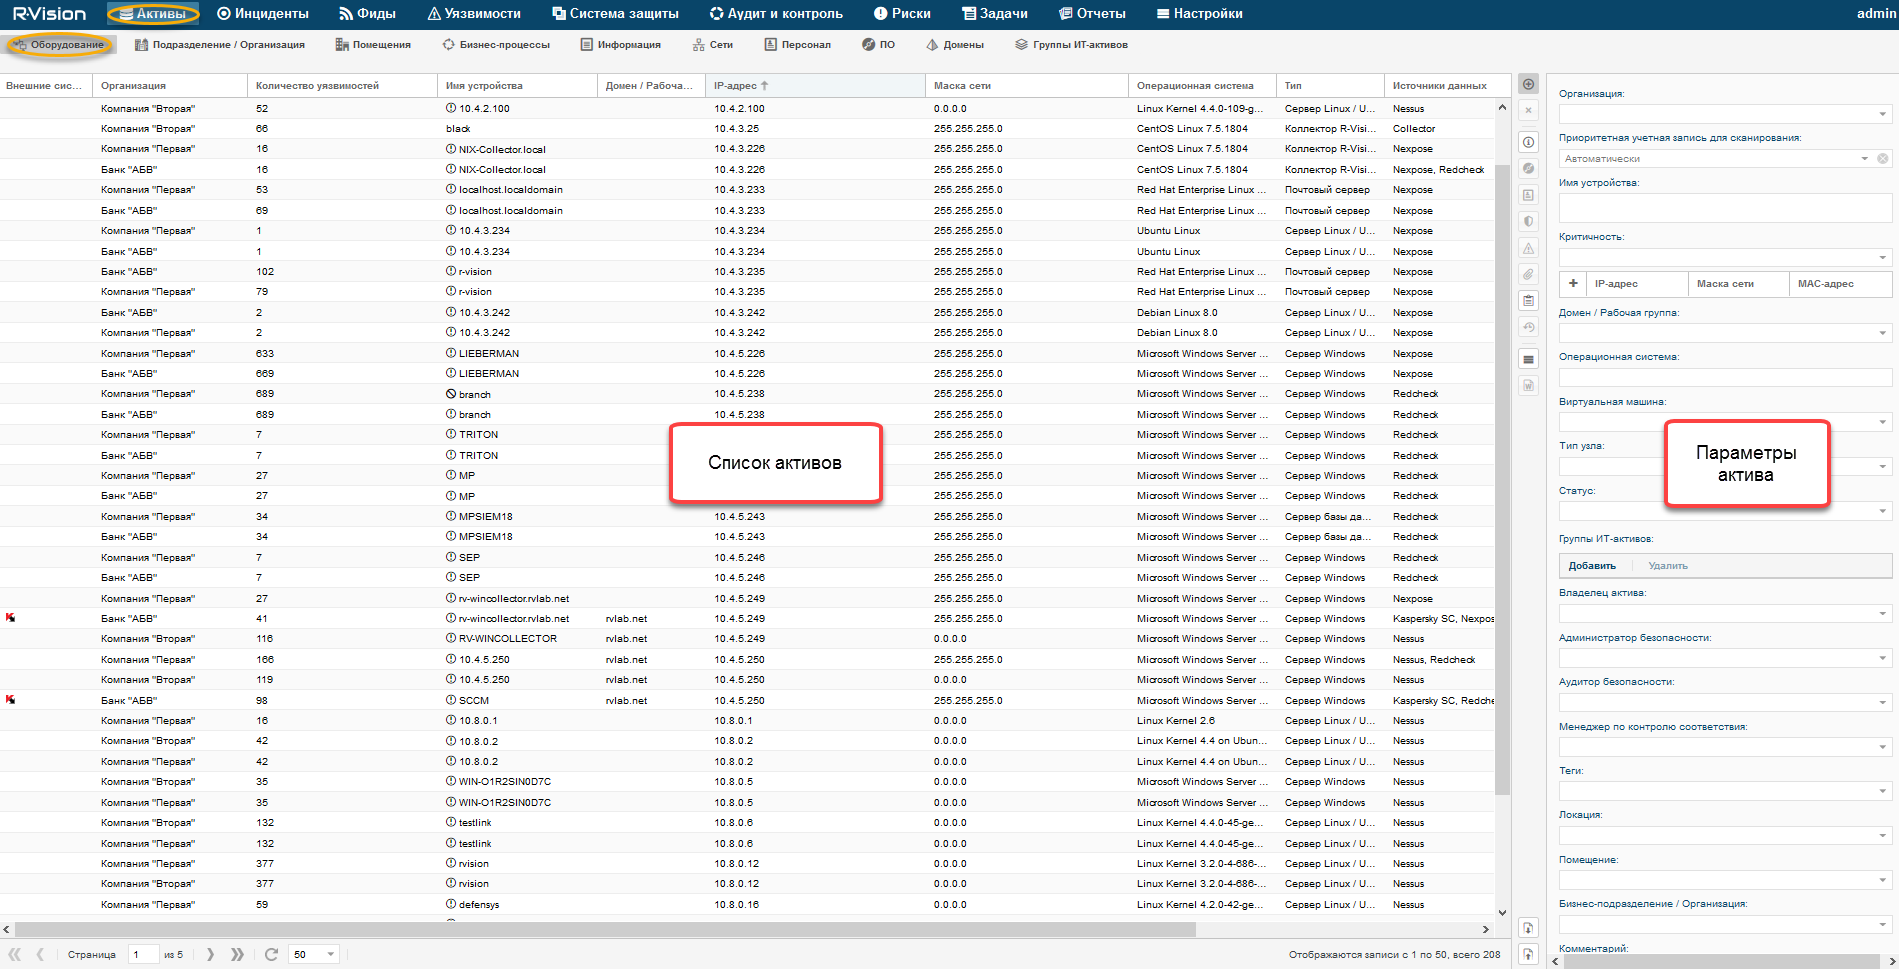 R-Vision Активы Инциденты Фиды Уязвимости Система защиты Аудит и контроль Риски Задачи Отчеты Настройки admin
Оборудование Подразделение / Организация Помещения Бизнес-процессы Информация Сети Персонал ПО Домены Группы ИТ-активов
Внешние сис... Организация Количество уязвимостей Имя устройства Домен / Рабоча... IP-адрес Маска сети Операционная система Тип Источники данных
Компания "Вторая" 52 10.4.2.100 10.4.2.100 0.0.0.0 Linux Kernel 4.4.0-109-g... Сервер Linux / U... Nessus
Компания "Вторая" 66 black 10.4.3.25 255.255.255.0 CentOS Linux 7.5.1804 Коллектор R-Visi... Collector
Компания "Первая" 16 NIX-Collector.local 10.4.3.226 255.255.255.0 CentOS Linux 7.5.1804 Коллектор R-Visi... Nexpose
Банк "АБВ" 16 NIX-Collector.local 10.4.3.226 255.255.255.0 CentOS Linux 7.5.1804 Коллектор R-Visi... Nexpose, Redcheck
Компания "Первая" 53 localhost.localdomain 10.4.3.233 255.255.255.0 Red Hat Enterprise Linux ... Почтовый сервер Nexpose
Банк "АБВ" 69 localhost.localdomain 10.4.3.233 255.255.255.0 Red Hat Enterprise Linux ... Почтовый сервер Nexpose
Компания "Первая" 1 10.4.3.234 10.4.3.234 255.255.255.0 Ubuntu Linux Сервер Linux / U... Nexpose
Банк "АБВ" 1 10.4.3.234 10.4.3.234 255.255.255.0 Ubuntu Linux Сервер Linux / U... Nexpose
Банк "АБВ" 102 r-vision 10.4.3.235 255.255.255.0 Red Hat Enterprise Linux ... Почтовый сервер Nexpose
Компания "Первая" 79 r-vision 10.4.3.235 255.255.255.0 Red Hat Enterprise Linux ... Почтовый сервер Nexpose
Банк "АБВ" 2 10.4.3.242 10.4.3.242 255.255.255.0 Debian Linux 8.0 Сервер Linux / U... Nexpose
Компания "Первая" 2 10.4.3.242 10.4.3.242 255.255.255.0 Debian Linux 8.0 Сервер Linux / U... Nexpose
Компания "Первая" 633 LIEBERMAN 10.4.5.226 255.255.255.0 Microsoft Windows Server ... Сервер Windows Nexpose
Банк "АБВ" 669 LIEBERMAN 10.4.5.226 255.255.255.0 Microsoft Windows Server ... Сервер Windows Nexpose
Компания "Первая" 689 branch 10.4.5.238 255.255.255.0 Microsoft Windows Server ... Сервер Windows Redcheck
Банк "АБВ" 689 branch 10.4.5.238 255.255.255.0 Microsoft Windows Server ... Сервер Windows Redcheck
Компания "Первая" 7 TRITON 255.255.255.0 Microsoft Windows Server ... Сервер Windows Redcheck
Банк "АБВ" 7 TRITON 255.255.255.0 Microsoft Windows Server ... Сервер Windows Redcheck
Компания "Первая" 27 MP 255.255.255.0 Microsoft Windows Server ... Сервер Windows Redcheck
Банк "АБВ" 27 MP 255.255.255.0 Microsoft Windows Server ... Сервер Windows Redcheck
Компания "Первая" 34 MPSIEM18 10.4.5.243 255.255.255.0 Microsoft Windows Server ... Сервер базы да... Redcheck
Банк "АБВ" 34 MPSIEM18 10.4.5.243 255.255.255.0 Microsoft Windows Server ... Сервер базы да... Redcheck
Компания "Первая" 7 SEP 10.4.5.246 255.255.255.0 Microsoft Windows Server ... Сервер Windows Redcheck
Банк "АБВ" 7 SEP 10.4.5.246 255.255.255.0 Microsoft Windows Server ... Сервер Windows Redcheck
Компания "Первая" 27 rv-wincollector.rvlab.net 10.4.5.249 255.255.255.0 Microsoft Windows Server ... Сервер Windows Nexpose
Банк "АБВ" 41 rv-wincollector.rvlab.net rvlab.net 10.4.5.249 255.255.255.0 Microsoft Windows Server ... Сервер Windows Kaspersky SC, Nexpos
Компания "Вторая" 116 RV-WINCOLLECTOR rvlab.net 10.4.5.249 0.0.0.0 Microsoft Windows Server ... Сервер Windows Nessus
Компания "Первая" 166 10.4.5.250 rvlab.net 10.4.5.250 255.255.255.0 Microsoft Windows Server ... Сервер Windows Nessus, Redcheck
Компания "Вторая" 119 10.4.5.250 rvlab.net 10.4.5.250 0.0.0.0 Microsoft Windows Server ... Сервер Windows Nessus
Банк "АБВ" 98 SCCM rvlab.net 10.4.5.250 255.255.255.0 Microsoft Windows Server ... Сервер Windows Kaspersky SC, Redche
Компания "Первая" 16 10.8.0.1 10.8.0.1 0.0.0.0 Linux Kernel 2.6 Сервер Linux / U... Nessus
Компания "Вторая" 42 10.8.0.2 10.8.0.2 0.0.0.0 Linux Kernel 4.4 on Ubun... Сервер Linux / U... Nessus
Компания "Первая" 42 10.8.0.2 10.8.0.2 0.0.0.0 Linux Kernel 4.4 on Ubun... Сервер Linux / U... Nessus
Компания "Вторая" 35 WIN-O1R2SIN0D7C 10.8.0.5 0.0.0.0 Microsoft Windows Server ... Сервер Windows Nessus
Компания "Первая" 35 WIN-O1R2SIN0D7C 10.8.0.5 0.0.0.0 Microsoft Windows Server ... Сервер Windows Nessus
Компания "Вторая" 132 testlink 10.8.0.6 0.0.0.0 Linux Kernel 4.4.0-45-ge... Сервер Linux / U... Nessus
Компания "Первая" 132 testlink 10.8.0.6 0.0.0.0 Linux Kernel 4.4.0-45-ge... Сервер Linux / U... Nessus
Компания "Первая" 377 rvision 10.8.0.12 0.0.0.0 Linux Kernel 3.2.0-4-686-... Сервер Linux / U... Nessus
Компания "Вторая" 377 rvision 10.8.0.12 0.0.0.0 Linux Kernel 3.2.0-4-686-... Сервер Linux / U... Nessus
Компания "Первая" 59 defensys 10.8.0.16 0.0.0.0 Linux Kernel 4.2.0-42-ge... Сервер Linux / U... Nessus
Список активов
Страница 1 из 5 50 Отображаются записи с 1 по 50, всего 208
Организация:
Приоритетная учетная запись для сканирования:
Автоматически
Имя устройства:
Критичность:
IP-адрес Маска сети MAC-адрес
Домен / Рабочая группа:
Операционная система:
Виртуальная машина:
Тип узла:
Параметры
актива
Статус:
Группы ИТ-активов:
Добавить Удалить
Владелец актива:
Администратор безопасности:
Аудитор безопасности:
Менеджер по контролю соответствия:
Теги:
Локация:
Помещение:
Бизнес-подразделение / Организация:
Комментарий: